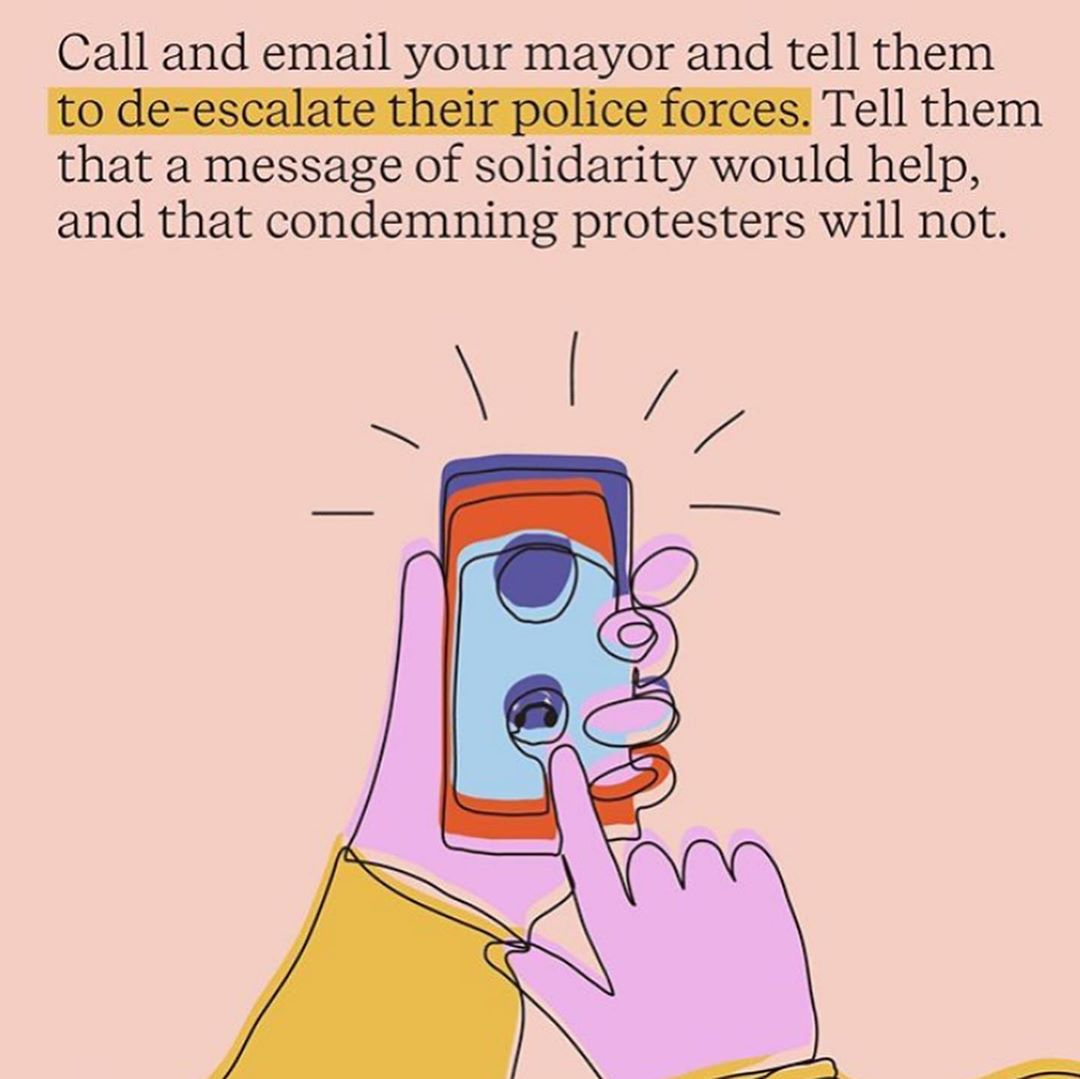 Call and email your mayor and tell them
to de-escalate their police forces. Tell them
that a message of solidarity would help,
and that condemning protesters will not.